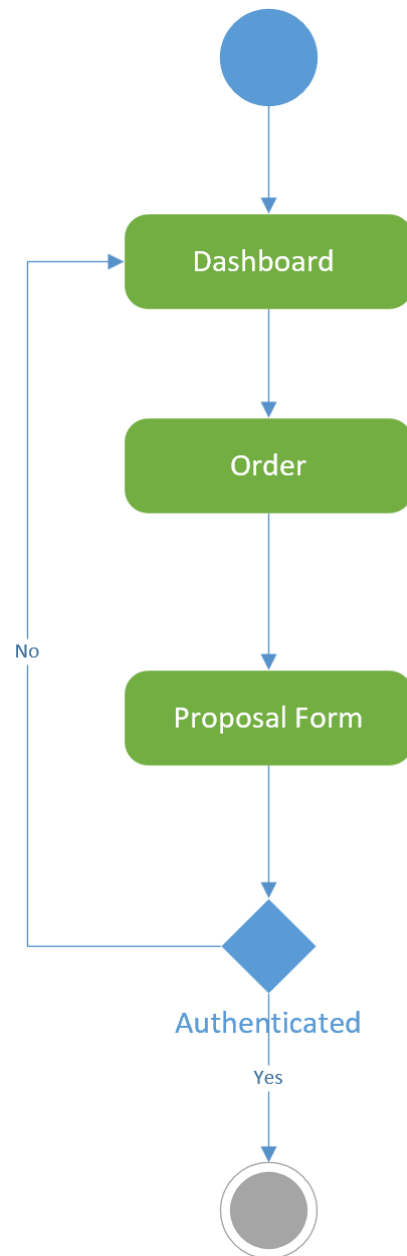 Dashboard
Order
No
Proposal Form
Authenticated
Yes